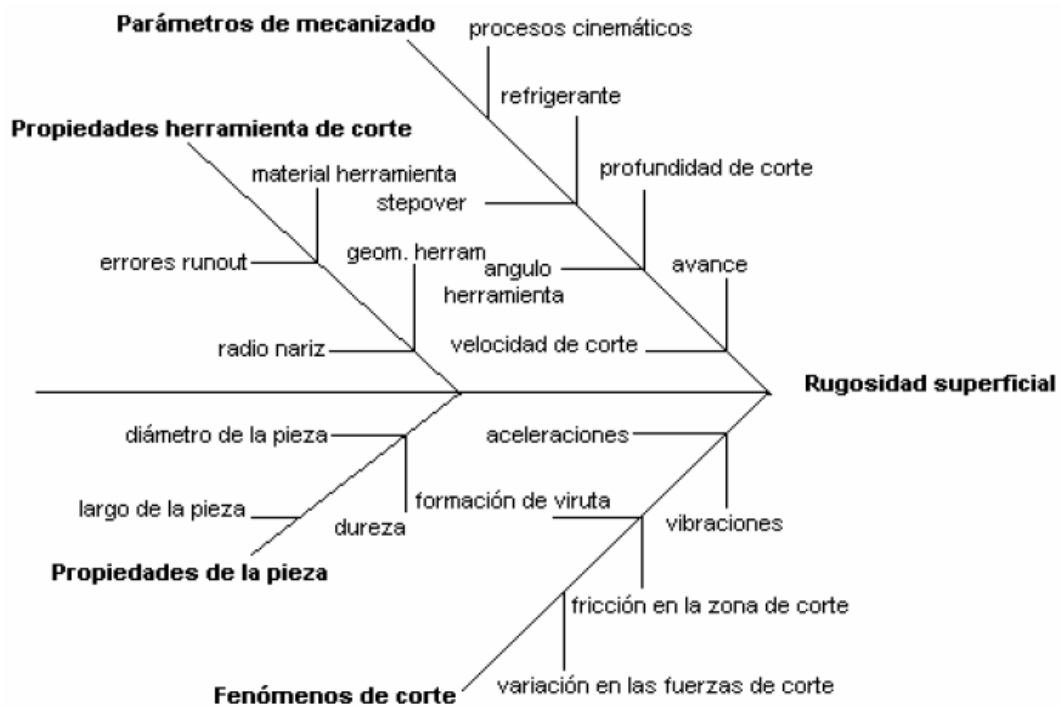 Parámetros de mecanizado
procesos cinemáticos
refrigerante
Propiedades herramienta de corte
profundidad de corte
material herramienta
stepover
geom. herram
errores runout
angulo
herramienta
avance
radio nariz
velocidad de corte
Rugosidad superficial
diámetro de la pieza
aceleraciones
formación de viruta
largo de la pieza
dureza
vibraciones
Propiedades de la pieza
fricción en la zona de corte
variación en las fuerzas de corte
Fenómenos de corte